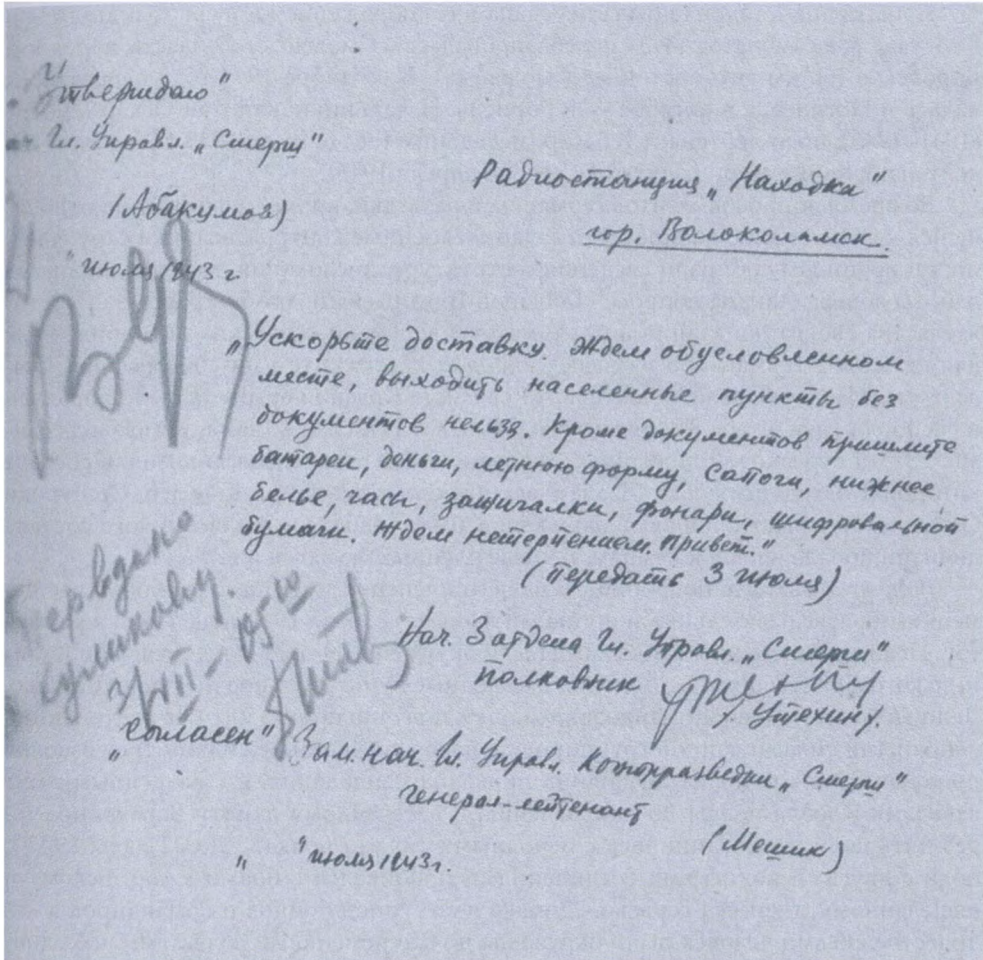 "Утверждаю"
Гл. Управл. "Смерш"
(Абакумов)
" июля 1943 г
Радиостанция "Находка"
гор. Волоколамск.
"Ускорьте доставку. Ждем обусловленном
месте, выходить населенные пункты без
документов нельзя. Кроме документов пришлите
батареи, деньги, летнюю форму, сапоги, нижнее
белье, часы, зажигалки, фонари, шифровальной
бумаги. Ждем нетерпением. Привет."
(Передать 3 июля)
Передано
Сумикову.
3/VII-
Нач. 3 отдела Гл. Управл. "Смерш"
Полковник
/Утехин/.
"Согласен" Зам. нач. Гл. Управл. Контрразведки "Смерш"
генерал-лейтенант
(Мешик)
" " июля 1943 г.